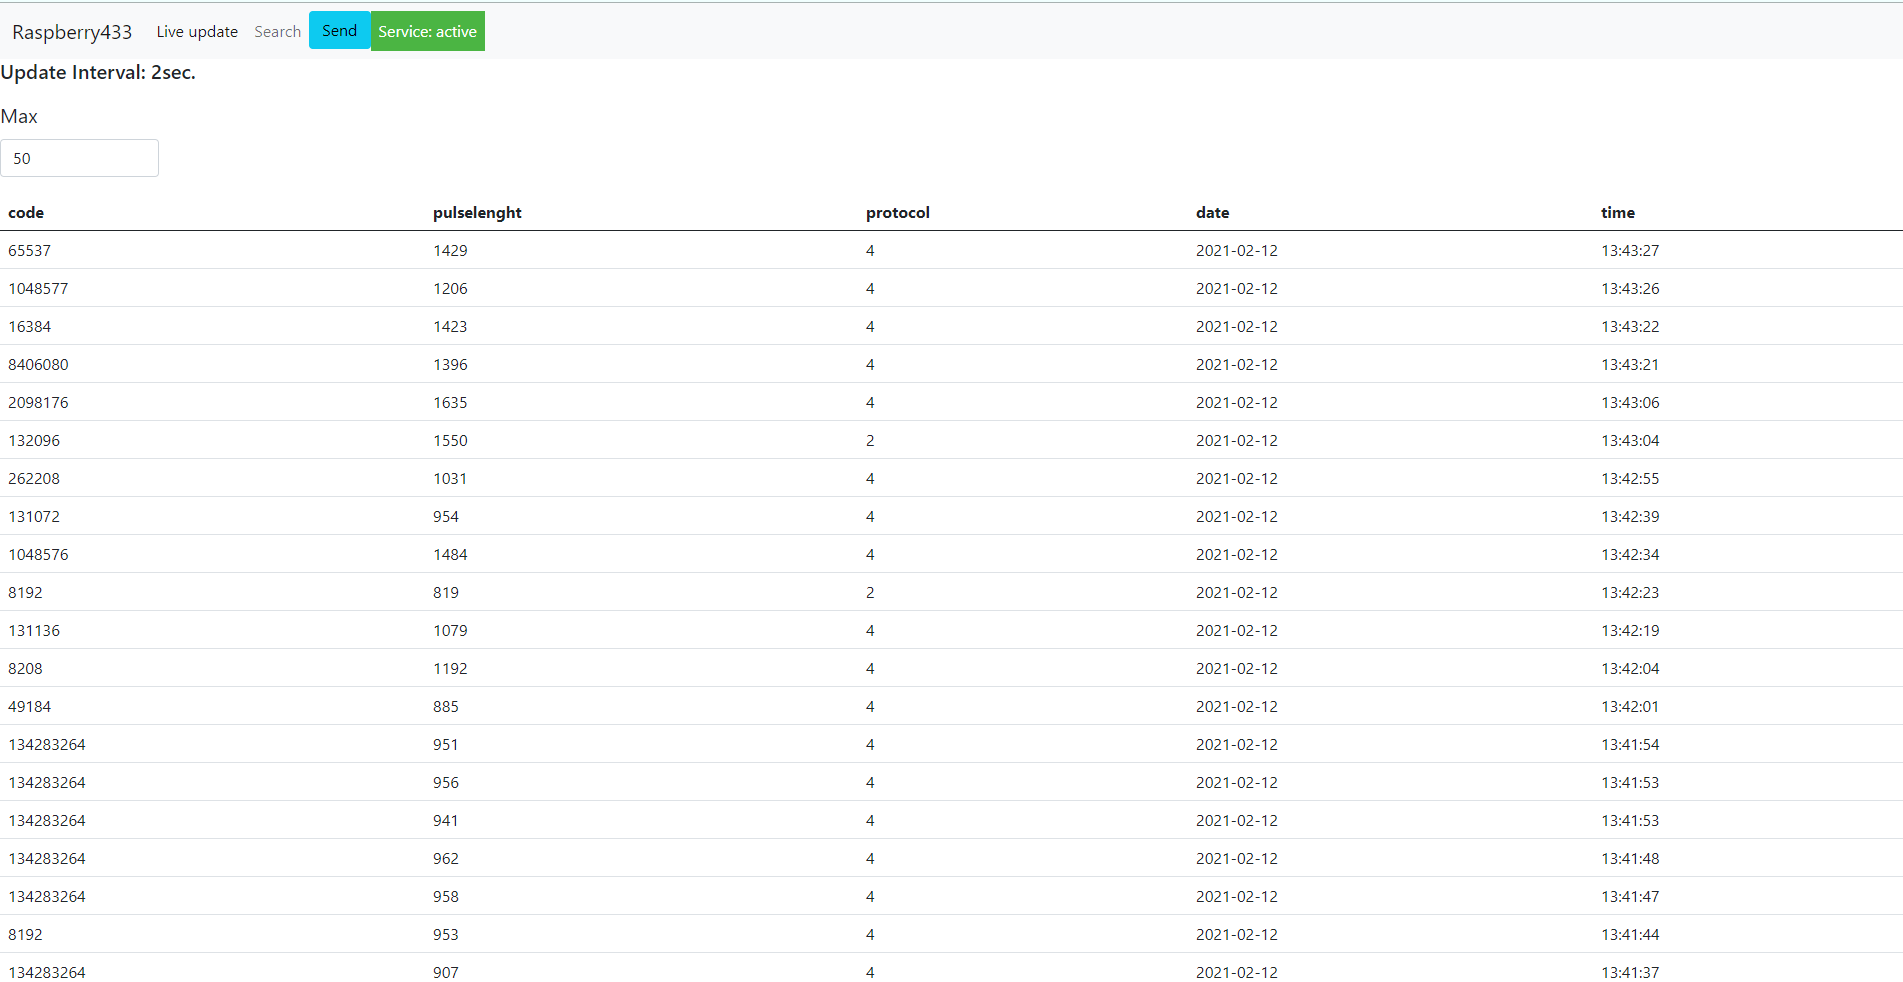 Raspberry433 Live update Search Send Service: active
Update Interval: 2sec.
Max
50
code pulselenght protocol date time
65537 1429 4 2021-02-12 13:43:27
1048577 1206 4 2021-02-12 13:43:26
16384 1423 4 2021-02-12 13:43:22
8406080 1396 4 2021-02-12 13:43:21
2098176 1635 4 2021-02-12 13:43:06
132096 1550 2 2021-02-12 13:43:04
262208 1031 4 2021-02-12 13:42:55
131072 954 4 2021-02-12 13:42:39
1048576 1484 4 2021-02-12 13:42:34
8192 819 2 2021-02-12 13:42:23
131136 1079 4 2021-02-12 13:42:19
8208 1192 4 2021-02-12 13:42:04
49184 885 4 2021-02-12 13:42:01
134283264 951 4 2021-02-12 13:41:54
134283264 956 4 2021-02-12 13:41:53
134283264 941 4 2021-02-12 13:41:53
134283264 962 4 2021-02-12 13:41:48
134283264 958 4 2021-02-12 13:41:47
8192 953 4 2021-02-12 13:41:44
134283264 907 4 2021-02-12 13:41:37